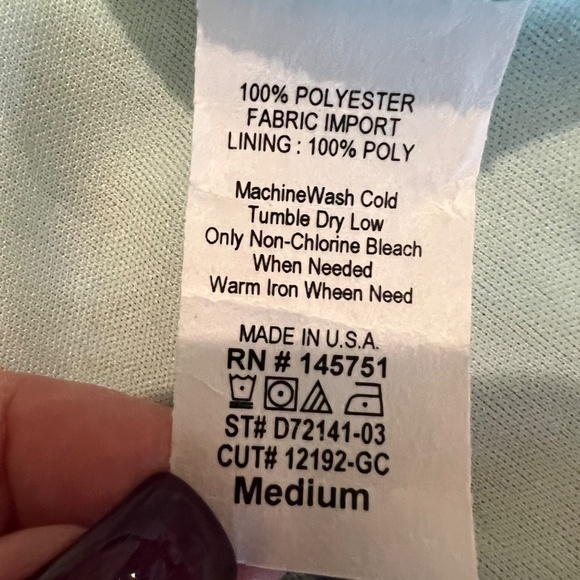 100% POLYESTER
FABRIC IMPORT
LINING : 100% POLY
MachineWash Cold
Tumble Dry Low
Only Non-Chlorine Bleach
When Needed
Warm Iron Wheen Need
MADE IN U.S.A.
RN # 145751
ST# D72141-03
CUT# 12192-GC
Medium